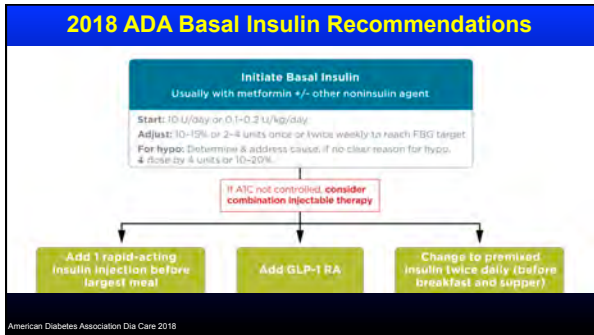 2018 ADA Basal Insulin Recommendations
Initiate Basal Insulin
Usually with metformin +/- other noninsulin agent
Start: 10 U/day or 0.1-0.2 U/kg/day
Adjust: 10-15% or 2-4 units once or twice weekly to reach FBG target
For hypo: Determine & address cause, if no clear reason for hypo,
↓ dose by 4 units or 10-20%
If A1C not controlled, consider
combination injectable therapy
Add 1 rapid-acting
insulin injection before
largest meal
Add GLP-1 RA
Change to premixed
insulin twice daily (before
breakfast and supper)
American Diabetes Association Dia Care 2018